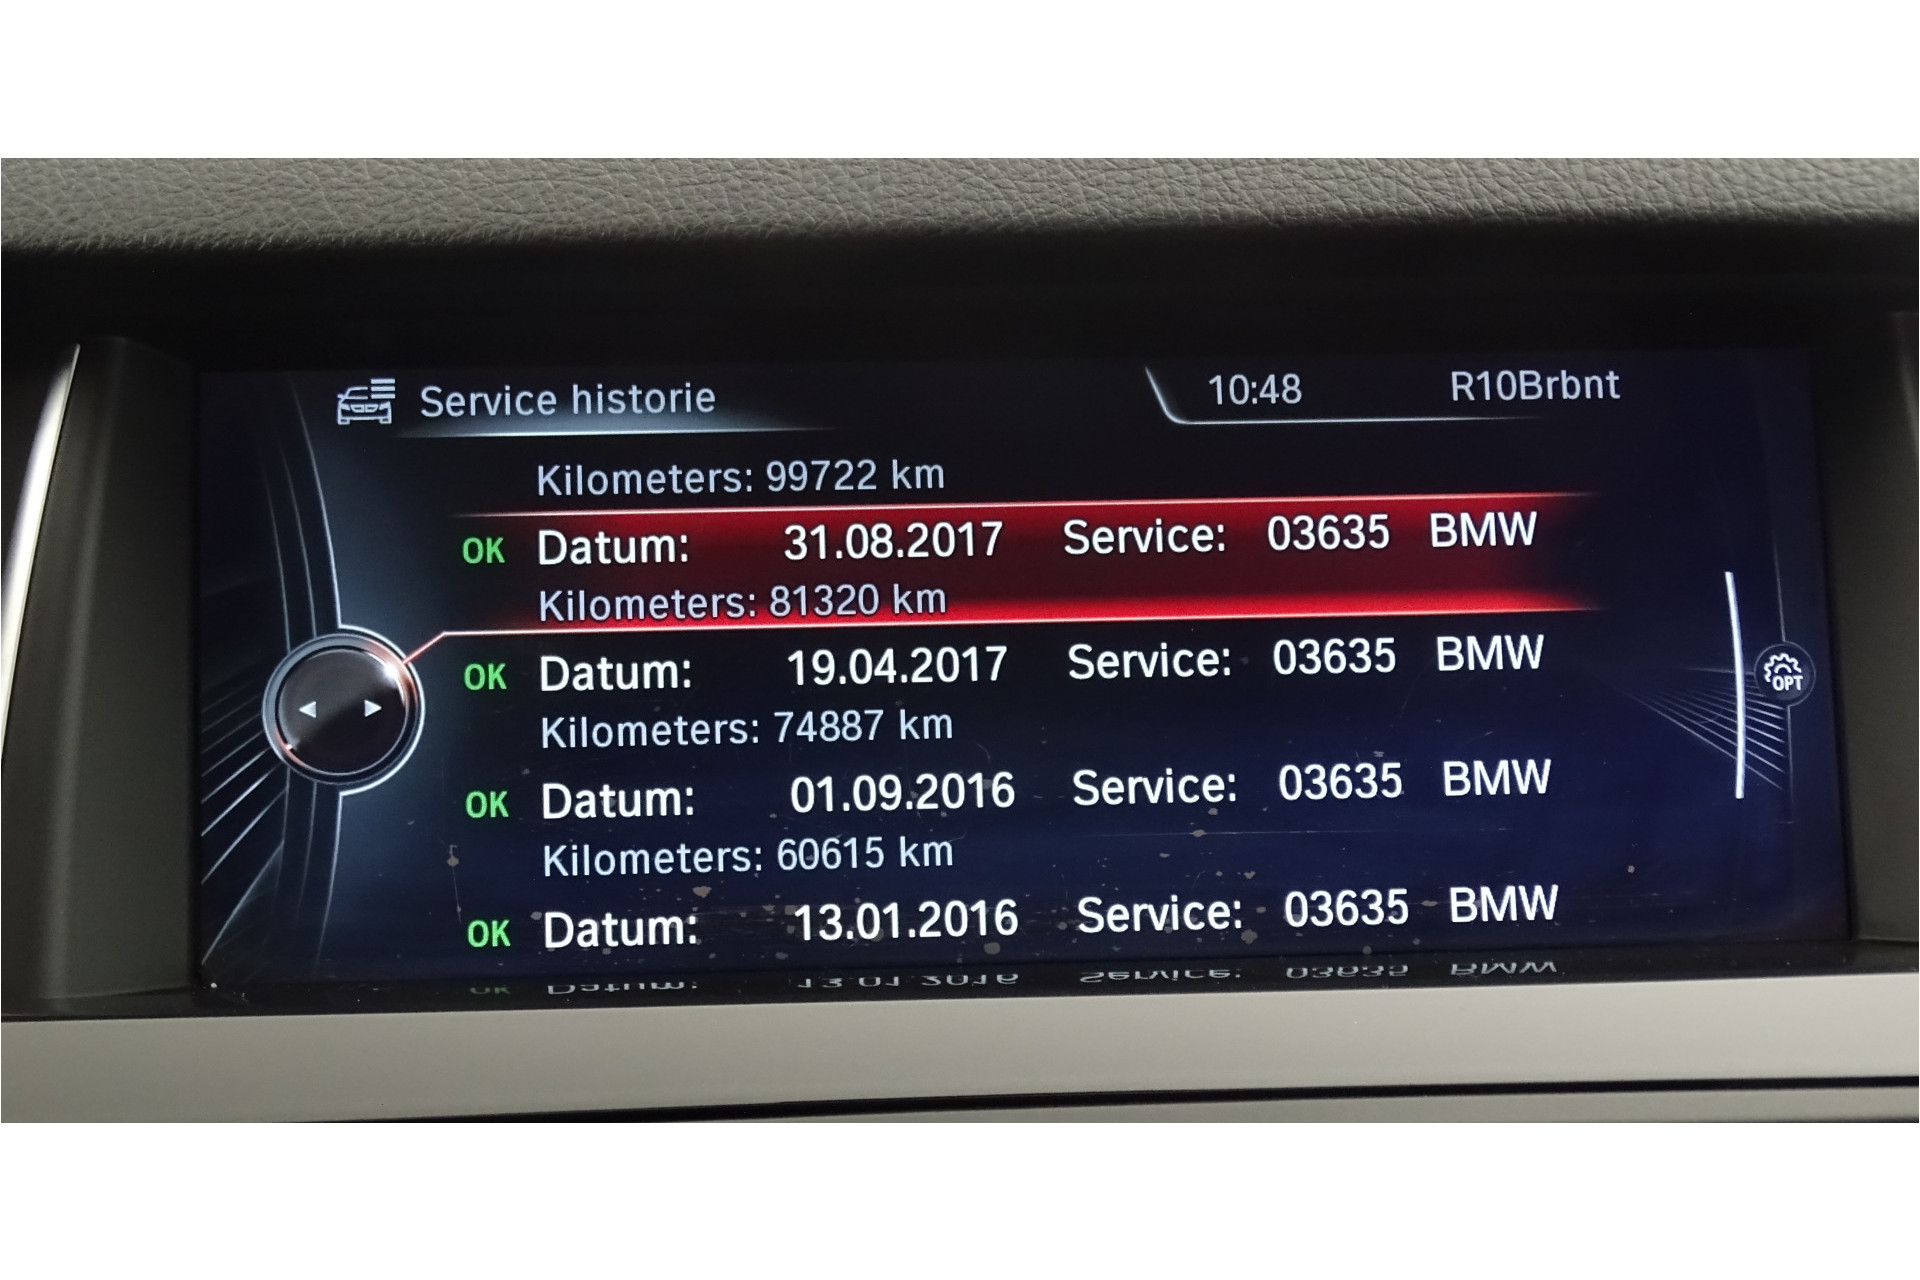 Service historie 10:48 R10Brbnt
Kilometers: 99722 km
OK Datum: 31.08.2017 Service: 03635 BMW
Kilometers: 81320 km
OK Datum: 19.04.2017 Service: 03635 BMW
Kilometers: 74887 km
OPT
OK Datum: 01.09.2016 Service: 03635 BMW
Kilometers: 60615 km
OK Datum: 13.01.2016 Service: 03635 BMW